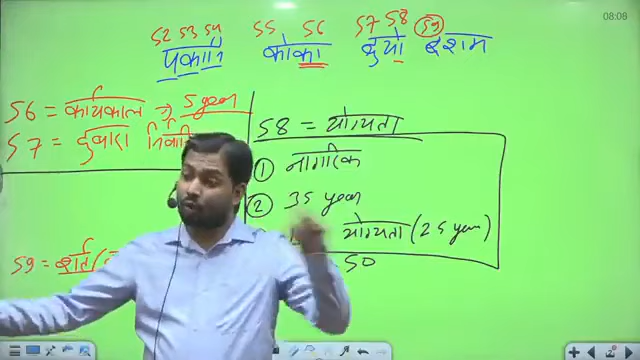 08:08
52 53 54 55 56 57 58 59
पकानि काका दुयो दशाम
56 = कार्यकाल → 5 year
57 = दुबारा
58 = योग्यता
① नागरिक
② 35 year
योग्यता (25 year)
59 = शर्त
50